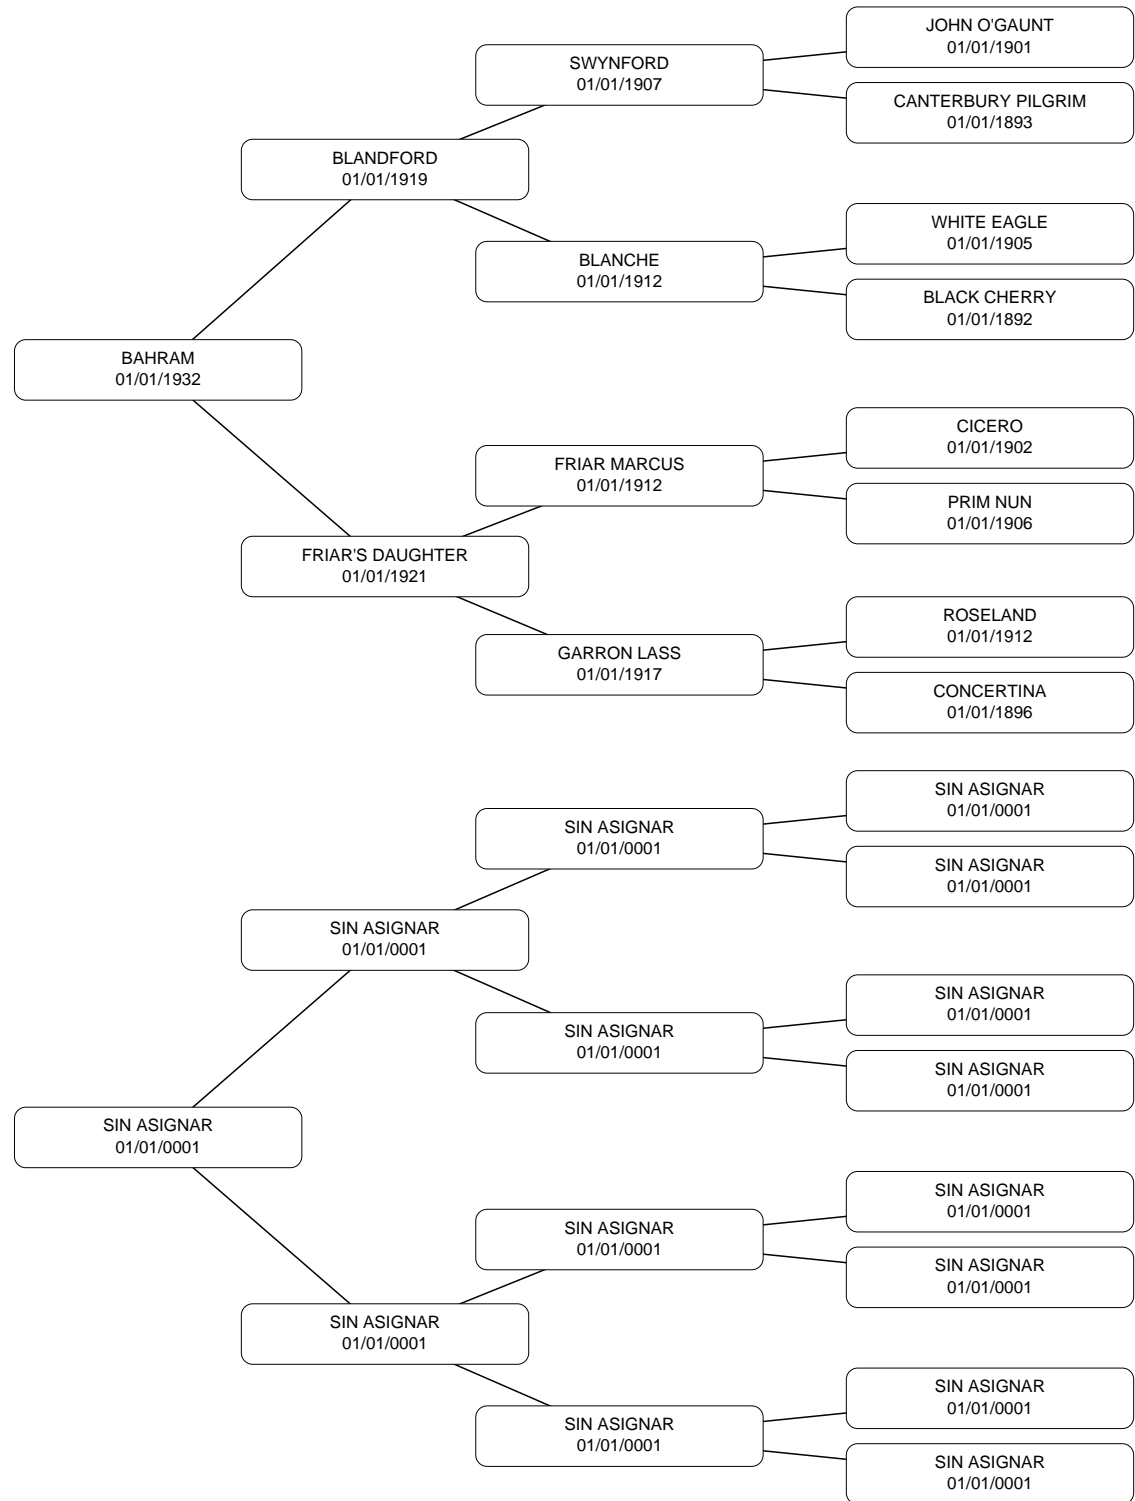 JOHN O'GAUNT
01/01/1901
SWYNFORD
01/01/1907
CANTERBURY PILGRIM
01/01/1893
BLANDFORD
01/01/1919
WHITE EAGLE
01/01/1905
BLANCHE
01/01/1912
BLACK CHERRY
01/01/1892
BAHRAM
01/01/1932
CICERO
01/01/1902
FRIAR MARCUS
01/01/1912
PRIM NUN
01/01/1906
FRIAR'S DAUGHTER
01/01/1921
ROSELAND
01/01/1912
GARRON LASS
01/01/1917
CONCERTINA
01/01/1896
SIN ASIGNAR
01/01/0001
SIN ASIGNAR
01/01/0001
SIN ASIGNAR
01/01/0001
SIN ASIGNAR
01/01/0001
SIN ASIGNAR
01/01/0001
SIN ASIGNAR
01/01/0001
SIN ASIGNAR
01/01/0001
SIN ASIGNAR
01/01/0001
SIN ASIGNAR
01/01/0001
SIN ASIGNAR
01/01/0001
SIN ASIGNAR
01/01/0001
SIN ASIGNAR
01/01/0001
SIN ASIGNAR
01/01/0001
SIN ASIGNAR
01/01/0001
SIN ASIGNAR
01/01/0001